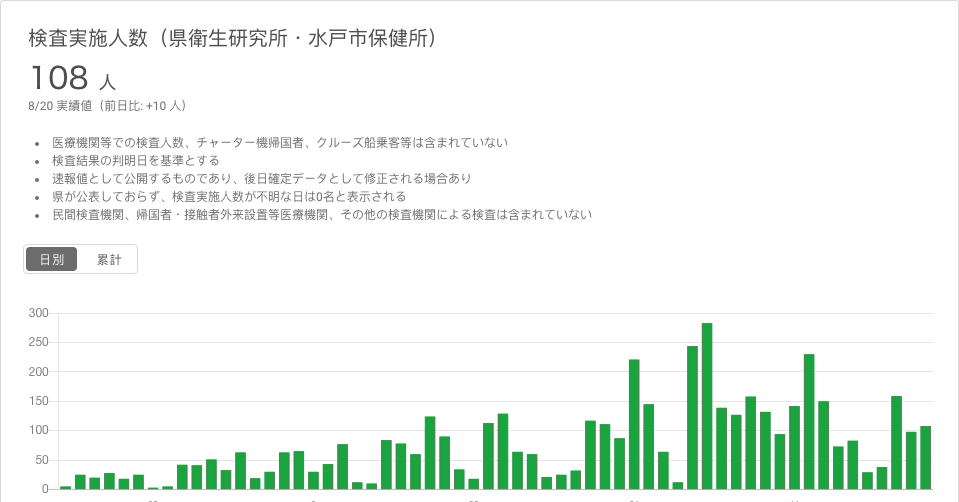 検査実施人数（県衛生研究所・水戸市保健所）
108 人
8/20 実績値（前日比: +10 人）
医療機関等での検査人数、チャーター機帰国者、クルーズ船乗客等は含まれていない
検査結果の判明日を基準とする
速報値として公開するものであり、後日確定データとして修正される場合あり
県が公表しておらず、検査実施人数が不明な日は0名と表示される
民間検査機関、帰国者・接触者外来設置等医療機関、その他の検査機関による検査は含まれていない
日別 累計
300
250
200
150
100
50
0